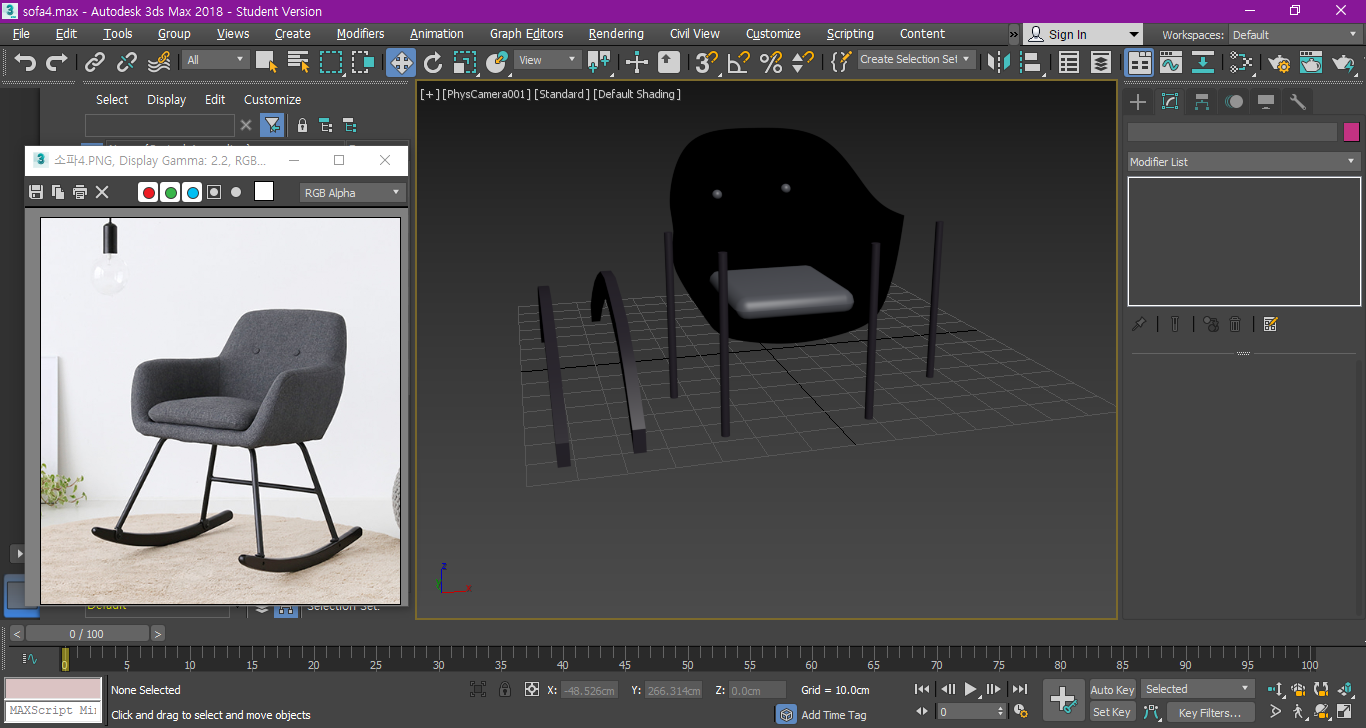 sofa4.max - Autodesk 3ds Max 2018 - Student Version
File Edit Tools Group Views Create Modifiers Animation Graph Editors Rendering Civil View Customize Scripting Content » Sign In Workspaces: Default
All View Create Selection Set
Select Display Edit Customize
[+] [PhysCamera001] [Standard] [Default Shading]
소파4.PNG, Display Gamma: 2.2, RGB...
RGB Alpha
Modifier List
z
x
Default Selection Set:
< 0 / 100 >
0 5 10 15 20 25 30 35 40 45 50 55 60 65 70 75 80 85 90 95 100
None Selected X: -48.526cm Y: 266.314cm Z: 0.0cm Grid = 10.0cm Auto Key Selected
MAXScript Mi
Click and drag to select and move objects Add Time Tag 0 Set Key Key Filters...